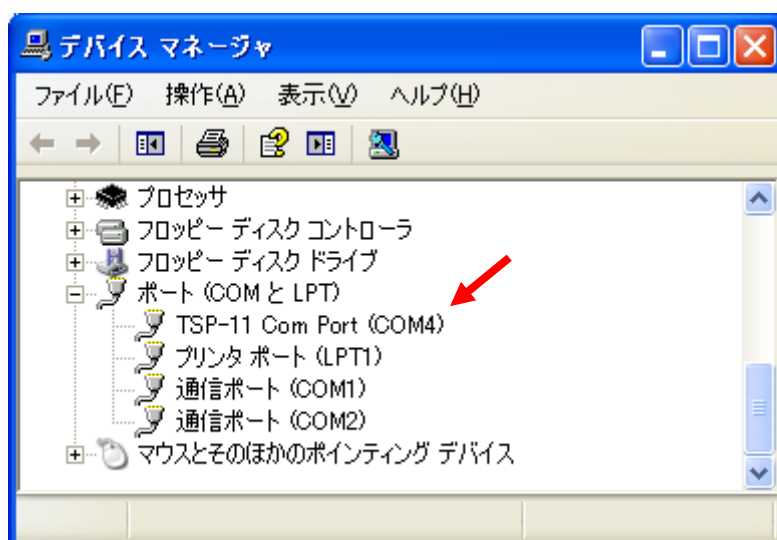 デバイス マネージャ
ファイル(F) 操作(A) 表示(V) ヘルプ(H)
プロセッサ
フロッピー ディスク コントローラ
フロッピー ディスク ドライブ
ポート (COM と LPT)
TSP-11 Com Port (COM4)
プリンタ ポート (LPT1)
通信ポート (COM1)
通信ポート (COM2)
マウスとそのほかのポインティング デバイス